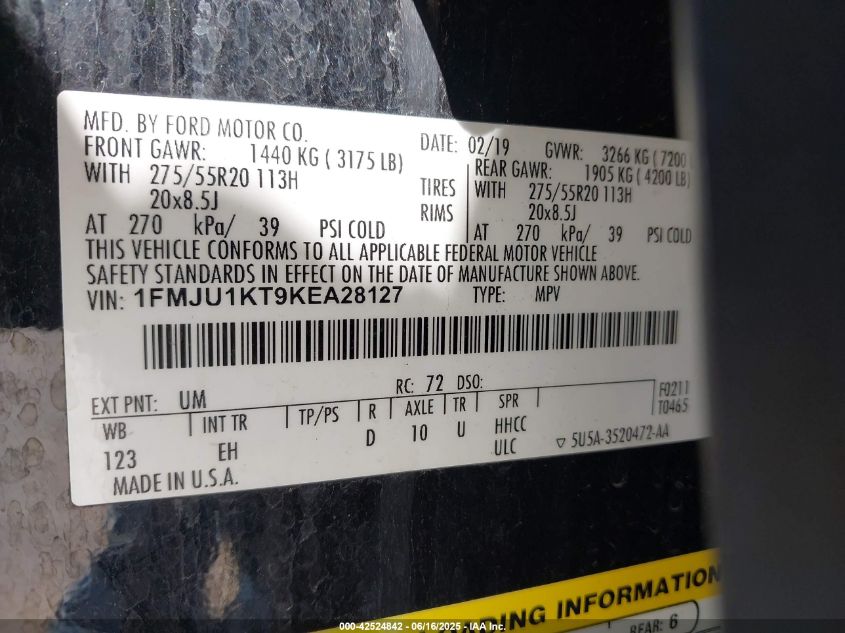 MFD. BY FORD MOTOR CO.
DATE: 02/19 GVWR: 3266 KG ( 7200
FRONT GAWR: 1440 KG ( 3175 LB)
REAR GAWR: 1905 KG ( 4200 LB)
WITH 275/55R20 113H TIRES WITH 275/55R20 113H
20x8.5J RIMS 20x8.5J
AT 270 kPa/ 39 PSI COLD AT 270 kPa/ 39 PSI COLD
THIS VEHICLE CONFORMS TO ALL APPLICABLE FEDERAL MOTOR VEHICLE
SAFETY STANDARDS IN EFFECT ON THE DATE OF MANUFACTURE SHOWN ABOVE.
VIN: 1FMJU1KT9KEA28127 TYPE: MPV
EXT PNT: UM RC: 72 DSO:
F0211
T0465
WB INT TR TP/PS R AXLE TR SPR
123 EH D 10 U HHCC
ULC
5U5A-3520472-AA
MADE IN U.S.A.
LOADING INFORMATION
REAR: 6
000-42524842 - 06/16/2025 - IAA Inc.